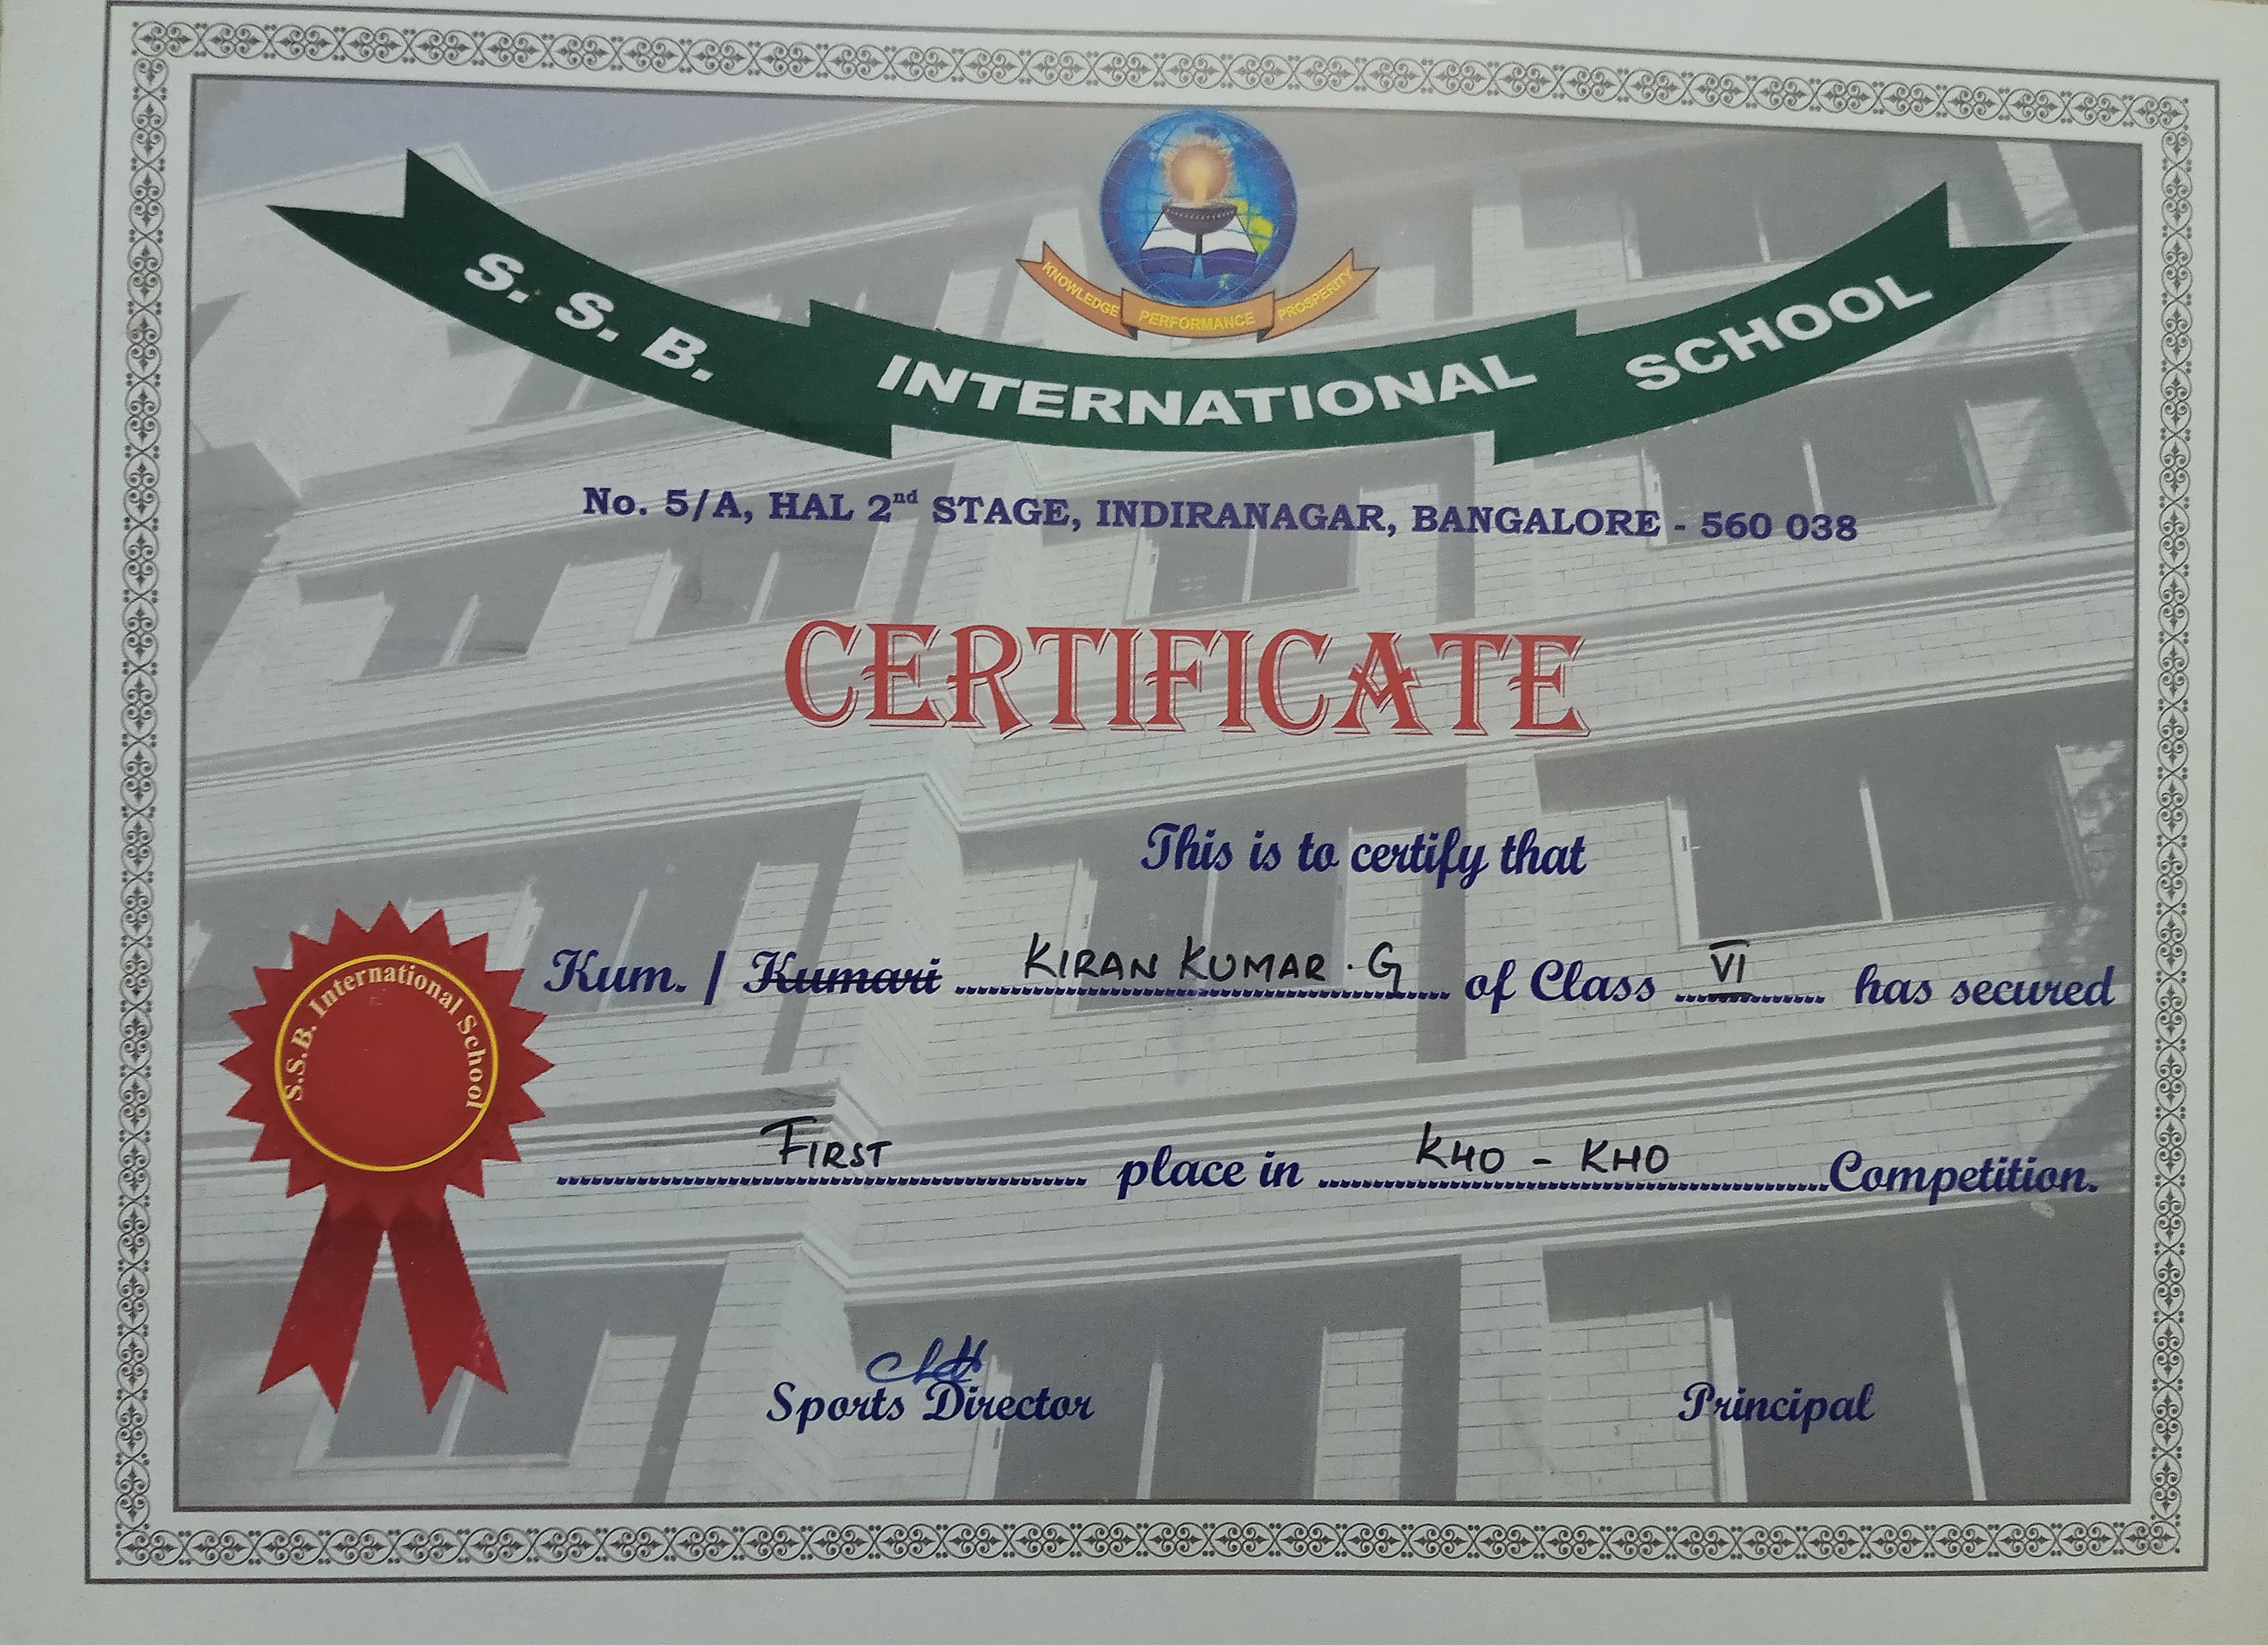 KNOWLEDGE PERFORMANCE PROSPERITY
S. S. B. INTERNATIONAL SCHOOL
No. 5/A, HAL 2nd STAGE, INDIRANAGAR, BANGALORE - 560 038
CERTIFICATE
This is to certify that
Kum. / Kumari KIRAN KUMAR . G of Class VI has secured
S.S.B. International School
FIRST place in KHO - KHO Competition.
Sports Director Principal